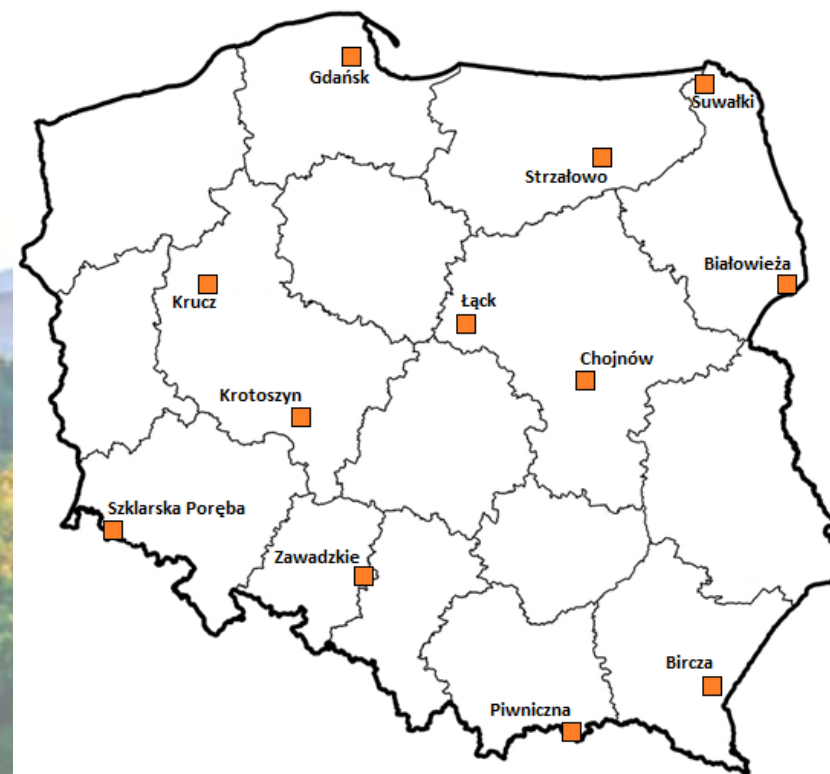 Gdańsk
Suwałki
Strzałowo
Białowieża
Krucz
Łąck
Chojnów
Krotoszyn
Szklarska Poręba
Zawadzkie
Bircza
Piwniczna